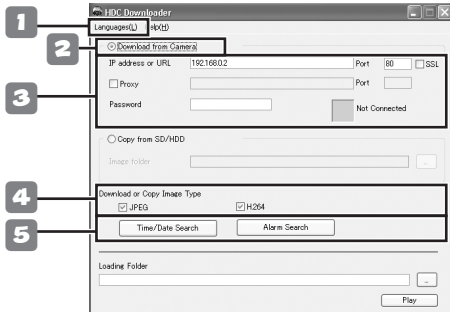 HDC Downloader
1
Languages(L) elp(H)
2
Download from Camera
IP address or URL 192.168.0.2 Port 80 SSL
3
Proxy Port
Password Not Connected
Copy from SD/HDD
Image folder ...
4
Download or Copy Image Type
JPEG H.264
5
Time/Date Search Alarm Search
Loading Folder
...
Play